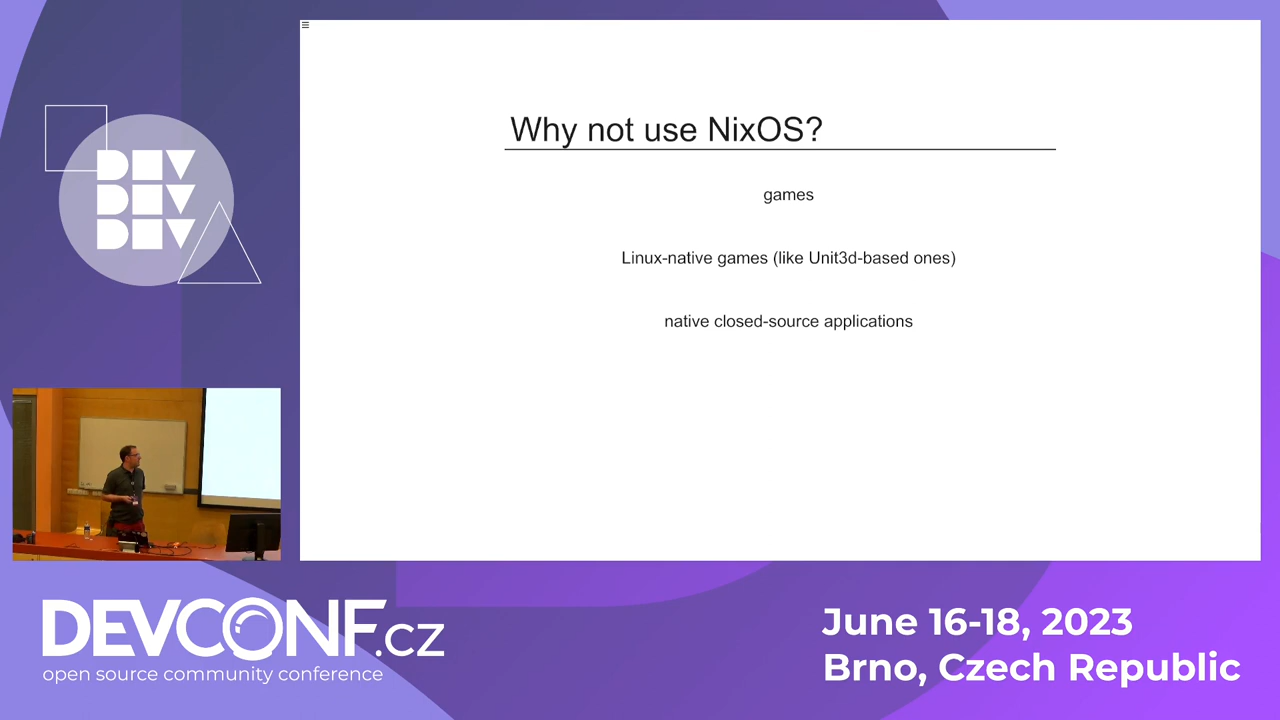 DEV
DEV
DEV
Why not use NixOS?
games
Linux-native games (like Unit3d-based ones)
native closed-source applications
DEVCONF.cz
open source community conference
June 16-18, 2023
Brno, Czech Republic